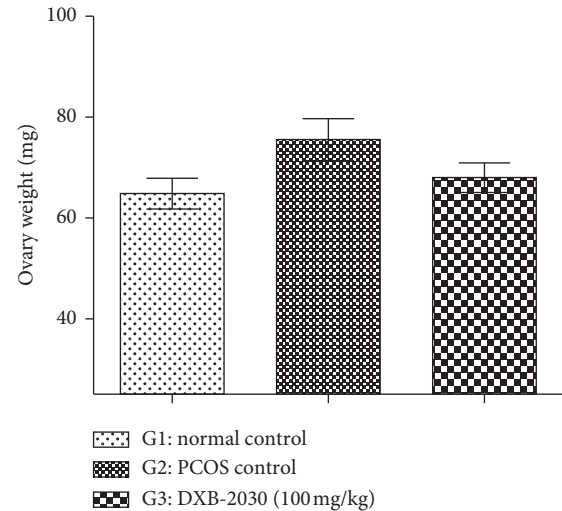 100
80
60
40
Ovary weight (mg)
G1: normal control
G2: PCOS control
G3: DXB-2030 (100 mg/kg)